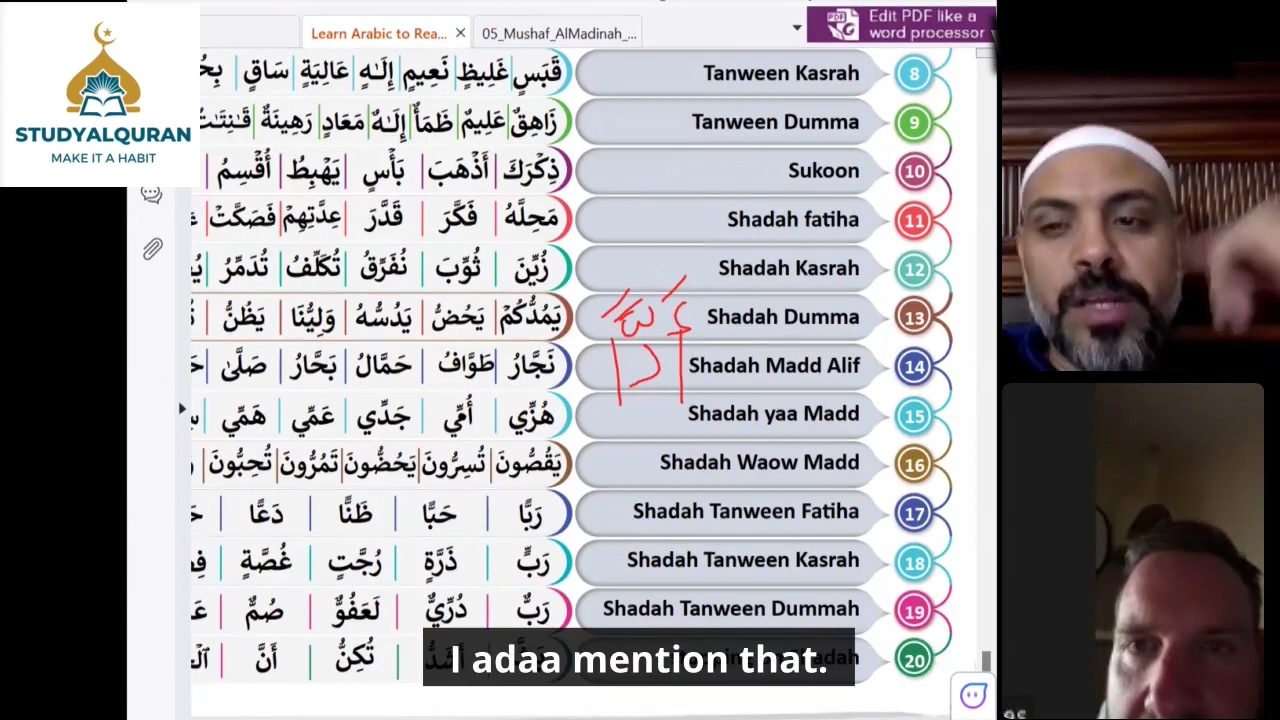 Learn Arabic to Rea... ✕ 05_Mushaf_AlMadinah_...
Edit PDF like a
word processor
STUDYALQURAN
MAKE IT A HABIT
8 Tanween Kasrah قَبَسٍ غَلِيظٍ نَعِيمٍ إِلَـٰهٍ عَالِيَةٍ سَاقٍ
9 Tanween Dumma زَاهِقٌ عَلِيمٌ ظَمَأٌ إِلَـٰهٌ مَعَادٍ رَهِينَةٌ
10 Sukoon ذِكْرَكَ أَذْهَبَ بَأْسٍ يَهْبِطُ أُقْسِمُ
11 Shadah fatiha مَحِلَّهُ فَكَّرَ قَدَّرَ عِدَّتِهِمْ فَصَكَّتْ
12 Shadah Kasrah زُيِّنَ ثُوِّبَ نُفَرِّقُ تُكَلِّفُ تُدَمِّرُ
13 Shadah Dumma يَمُدُّكُمْ يَحُضُّ يَدُسُّهُ وَلِيُّنَا يَظُنُّ
14 Shadah Madd Alif نَجَّارُ طَوَّافُ حَمَّالُ بَحَّارُ صَلَّىٰ
15 Shadah yaa Madd هُزِّي أُمِّي جَدِّي عَمِّي هَمِّي
16 Shadah Waow Madd يَقُصُّونَ تُسِرُّونَ يَحُضُّونَ تَمُرُّونَ تُحِبُّونَ
17 Shadah Tanween Fatiha رَبًّا حَبًّا ظَنًّا دَعًّا
18 Shadah Tanween Kasrah رَبٍّ ذَرَّةٍ رُجَّتٍ غُصَّةٍ
19 Shadah Tanween Dummah رَبٌّ دُرِّيٌّ لَعَفُوٌّ صُمٌّ
20 تُكِنُّ أَنَّ
I adaa mention that.